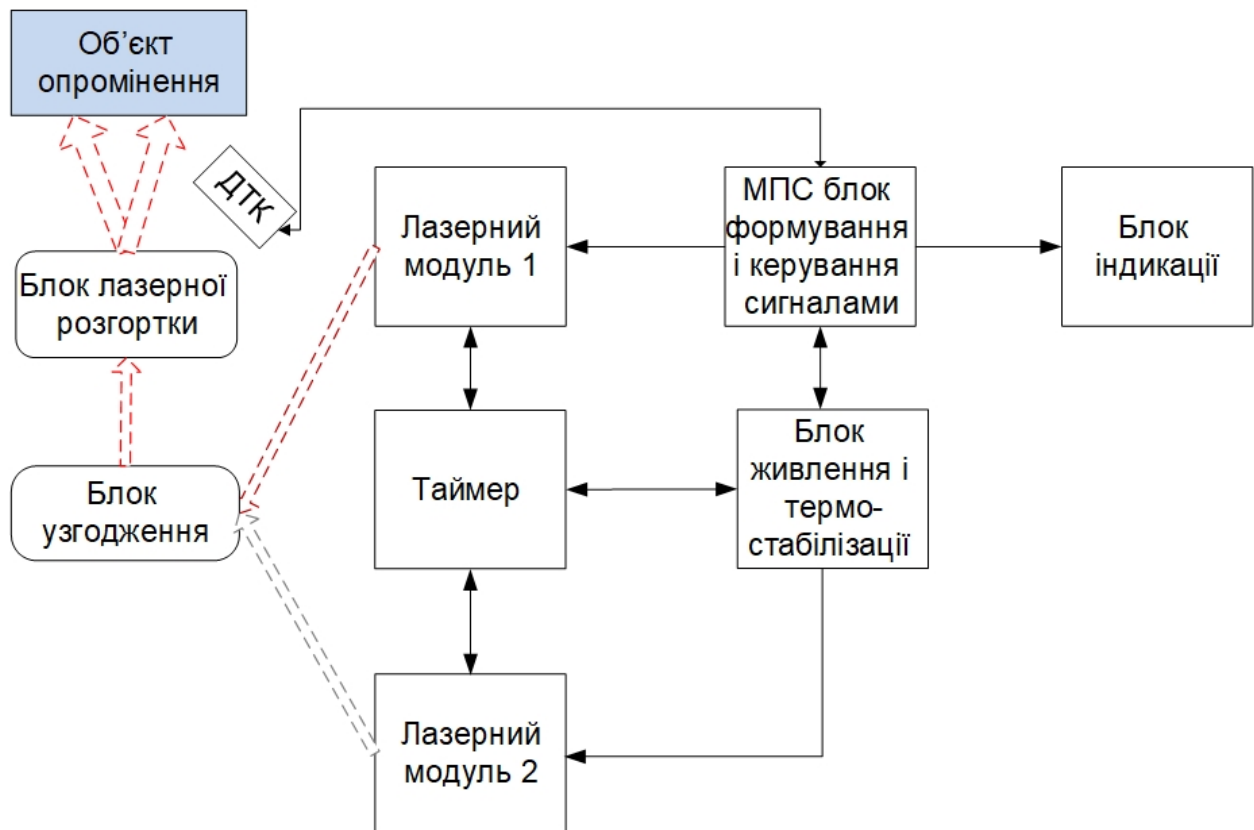 Об’єкт
опромінення
ДТК
Лазерний
модуль 1
МПС блок
формування
і керування
сигналами
Блок
індикації
Блок лазерної
розгортки
Блок
узгодження
Таймер
Блок
живлення і
термо-
стабілізації
Лазерний
модуль 2